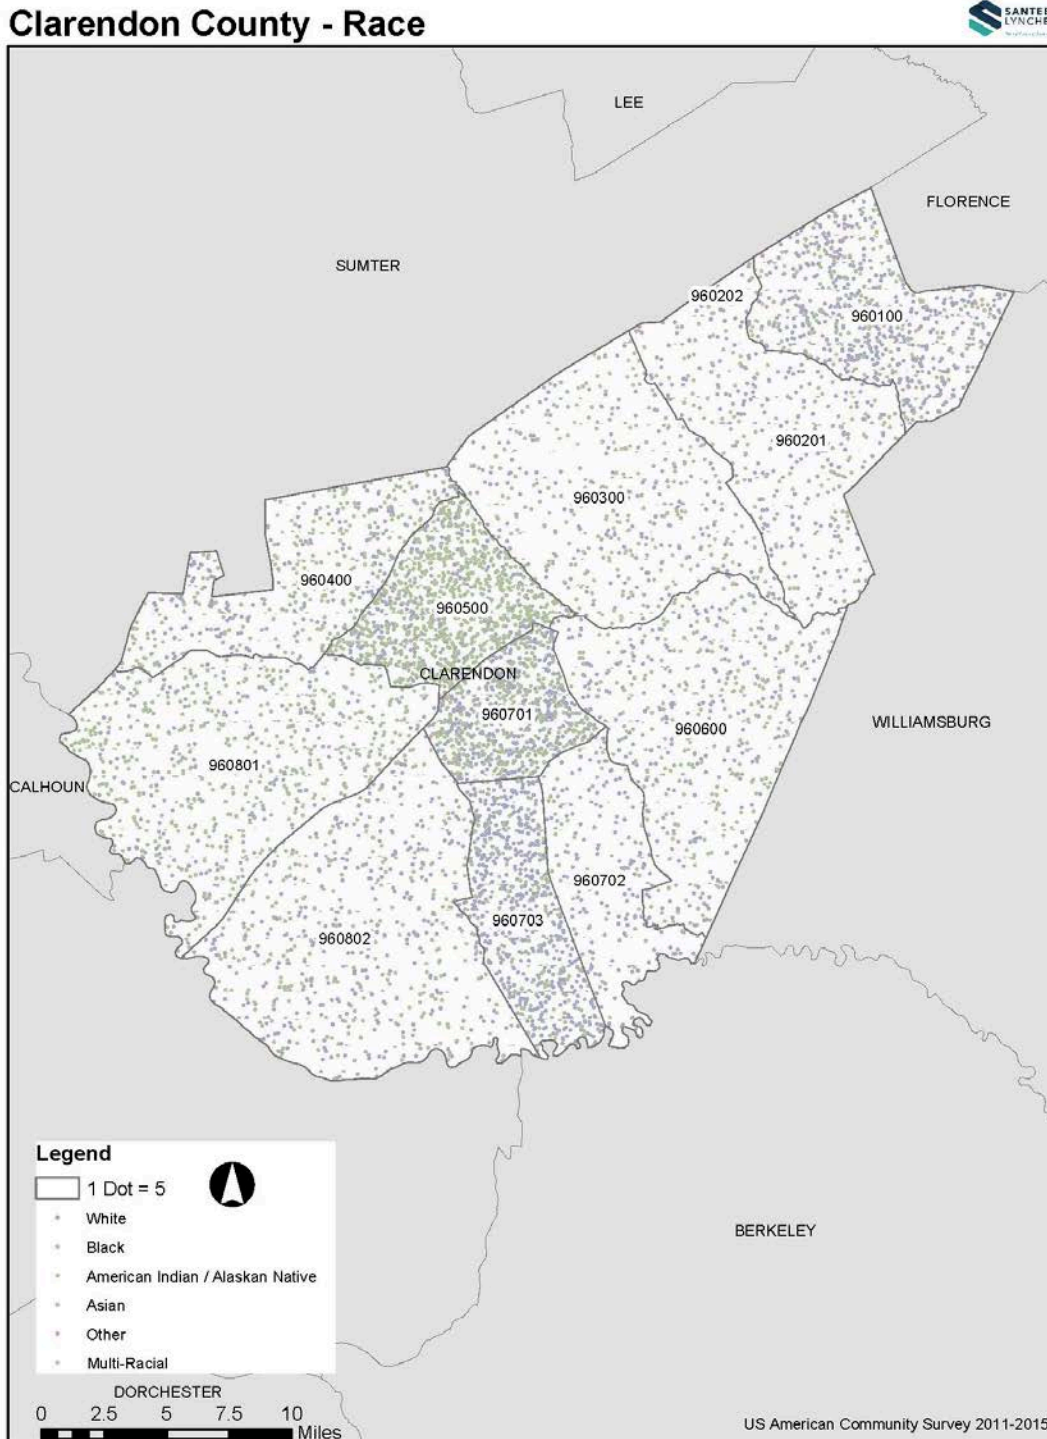 Clarendon County - Race
LEE
FLORENCE
SUMTER
960202
960100
960201
960300
960400
960500
CLARENDON
960701
WILLIAMSBURG
960600
960801
CALHOUN
960702
960703
960802
Legend
1 Dot = 5
White
Black
American Indian / Alaskan Native
Asian
Other
Multi-Racial
BERKELEY
DORCHESTER
0 2.5 5 7.5 10
Miles
US American Community Survey 2011-2015